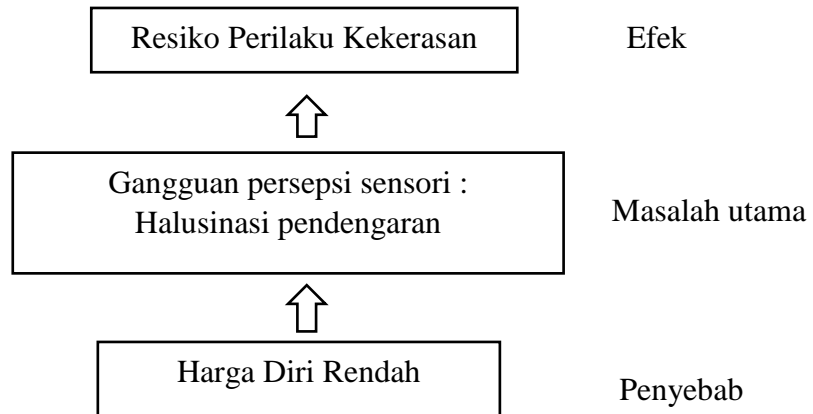 Resiko Perilaku Kekerasan
Efek
Gangguan persepsi sensori :
Halusinasi pendengaran
Masalah utama
Harga Diri Rendah
Penyebab